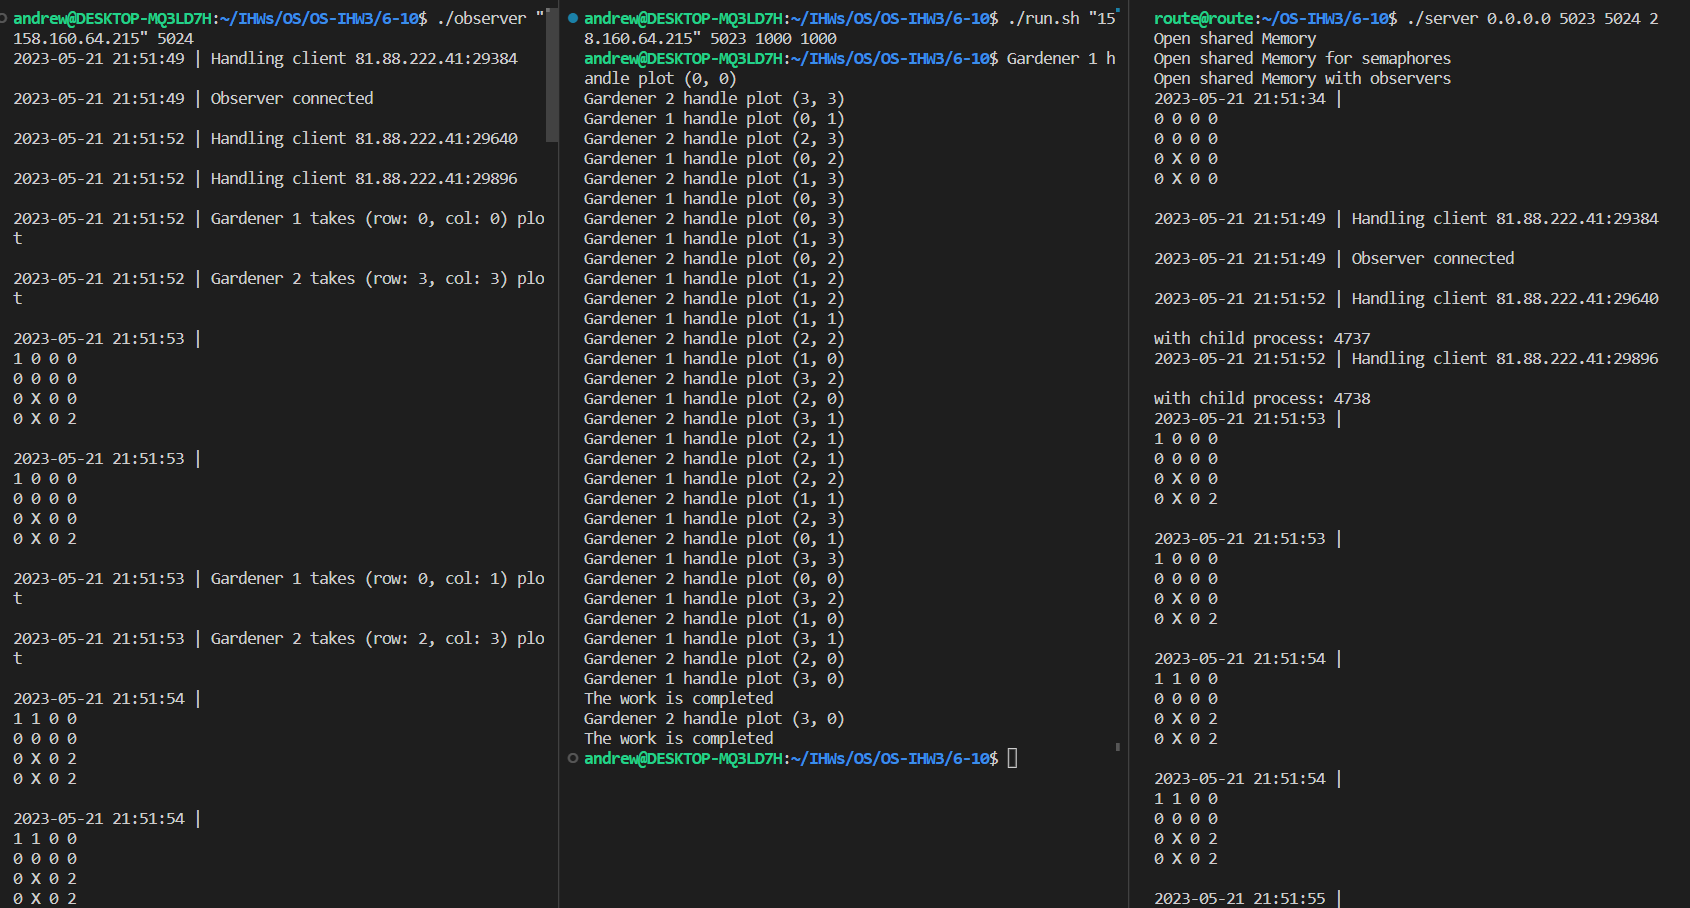 andrew@DESKTOP-MQ3LD7H:~/IHWs/OS/OS-IHW3/6-10$ ./observer "
158.160.64.215" 5024
2023-05-21 21:51:49 | Handling client 81.88.222.41:29384
2023-05-21 21:51:49 | Observer connected
2023-05-21 21:51:52 | Handling client 81.88.222.41:29640
2023-05-21 21:51:52 | Handling client 81.88.222.41:29896
2023-05-21 21:51:52 | Gardener 1 takes (row: 0, col: 0) plo
t
2023-05-21 21:51:52 | Gardener 2 takes (row: 3, col: 3) plo
t
2023-05-21 21:51:53 |
1 0 0 0
0 0 0 0
0 X 0 0
0 X 0 2
2023-05-21 21:51:53 |
1 0 0 0
0 0 0 0
0 X 0 0
0 X 0 2
2023-05-21 21:51:53 | Gardener 1 takes (row: 0, col: 1) plo
t
2023-05-21 21:51:53 | Gardener 2 takes (row: 2, col: 3) plo
t
2023-05-21 21:51:54 |
1 1 0 0
0 0 0 0
0 X 0 2
0 X 0 2
2023-05-21 21:51:54 |
1 1 0 0
0 0 0 0
0 X 0 2
0 X 0 2
andrew@DESKTOP-MQ3LD7H:~/IHWs/OS/OS-IHW3/6-10$ ./run.sh "15
8.160.64.215" 5023 1000 1000
andrew@DESKTOP-MQ3LD7H:~/IHWs/OS/OS-IHW3/6-10$ Gardener 1 h
andle plot (0, 0)
Gardener 2 handle plot (3, 3)
Gardener 1 handle plot (0, 1)
Gardener 2 handle plot (2, 3)
Gardener 1 handle plot (0, 2)
Gardener 2 handle plot (1, 3)
Gardener 1 handle plot (0, 3)
Gardener 2 handle plot (0, 3)
Gardener 1 handle plot (1, 3)
Gardener 2 handle plot (0, 2)
Gardener 1 handle plot (1, 2)
Gardener 2 handle plot (1, 2)
Gardener 1 handle plot (1, 1)
Gardener 2 handle plot (2, 2)
Gardener 1 handle plot (1, 0)
Gardener 2 handle plot (3, 2)
Gardener 1 handle plot (2, 0)
Gardener 2 handle plot (3, 1)
Gardener 1 handle plot (2, 1)
Gardener 2 handle plot (2, 1)
Gardener 1 handle plot (2, 2)
Gardener 2 handle plot (1, 1)
Gardener 1 handle plot (2, 3)
Gardener 2 handle plot (0, 1)
Gardener 1 handle plot (3, 3)
Gardener 2 handle plot (0, 0)
Gardener 1 handle plot (3, 2)
Gardener 2 handle plot (1, 0)
Gardener 1 handle plot (3, 1)
Gardener 2 handle plot (2, 0)
Gardener 1 handle plot (3, 0)
The work is completed
Gardener 2 handle plot (3, 0)
The work is completed
andrew@DESKTOP-MQ3LD7H:~/IHWs/OS/OS-IHW3/6-10$
route@route:~/OS-IHW3/6-10$ ./server 0.0.0.0 5023 5024 2
Open shared Memory
Open shared Memory for semaphores
Open shared Memory with observers
2023-05-21 21:51:34 |
0 0 0 0
0 0 0 0
0 X 0 0
0 X 0 0
2023-05-21 21:51:49 | Handling client 81.88.222.41:29384
2023-05-21 21:51:49 | Observer connected
2023-05-21 21:51:52 | Handling client 81.88.222.41:29640
with child process: 4737
2023-05-21 21:51:52 | Handling client 81.88.222.41:29896
with child process: 4738
2023-05-21 21:51:53 |
1 0 0 0
0 0 0 0
0 X 0 0
0 X 0 2
2023-05-21 21:51:53 |
1 0 0 0
0 0 0 0
0 X 0 0
0 X 0 2
2023-05-21 21:51:54 |
1 1 0 0
0 0 0 0
0 X 0 2
0 X 0 2
2023-05-21 21:51:54 |
1 1 0 0
0 0 0 0
0 X 0 2
0 X 0 2
2023-05-21 21:51:55 |